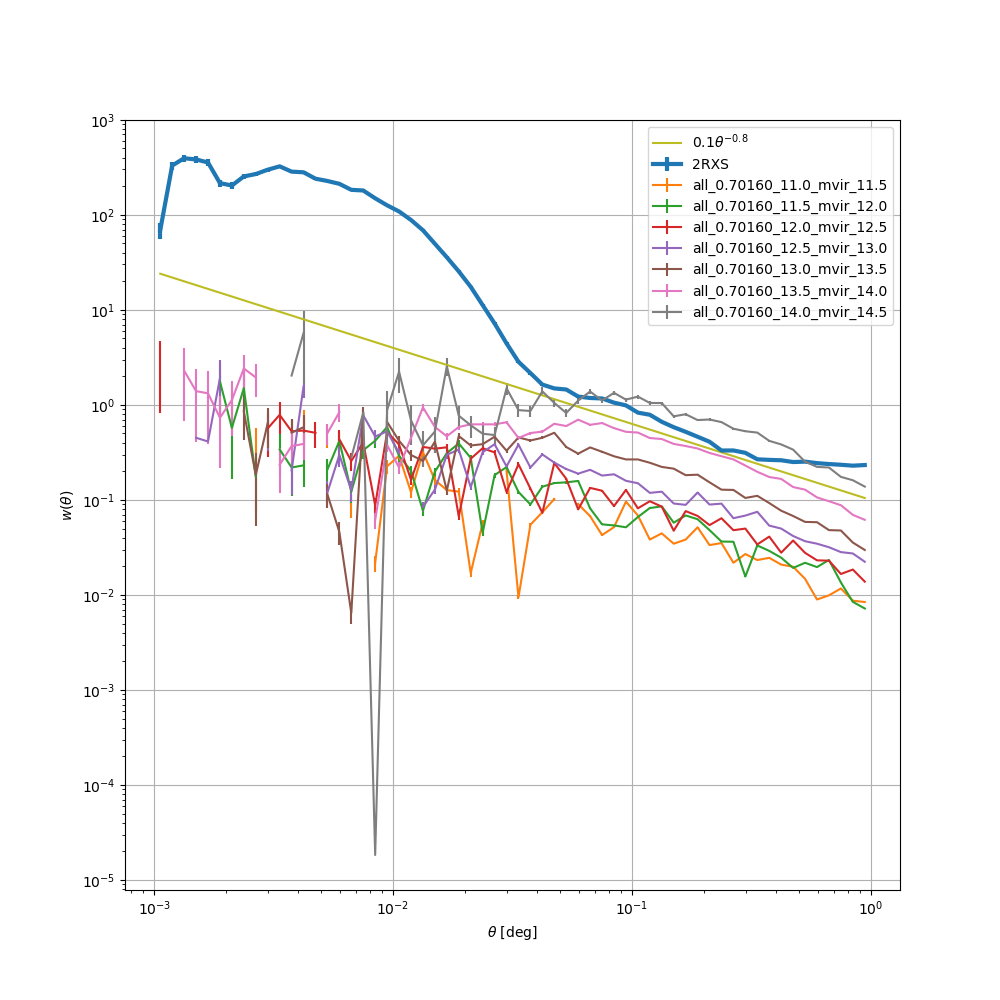 10³
10²
10¹
10⁰
10⁻¹
10⁻²
10⁻³
10⁻⁴
10⁻⁵
w(θ)
10⁻³
10⁻²
10⁻¹
10⁰
θ [deg]
0.1θ⁻⁰·⁸
2RXS
all_0.70160_11.0_mvir_11.5
all_0.70160_11.5_mvir_12.0
all_0.70160_12.0_mvir_12.5
all_0.70160_12.5_mvir_13.0
all_0.70160_13.0_mvir_13.5
all_0.70160_13.5_mvir_14.0
all_0.70160_14.0_mvir_14.5